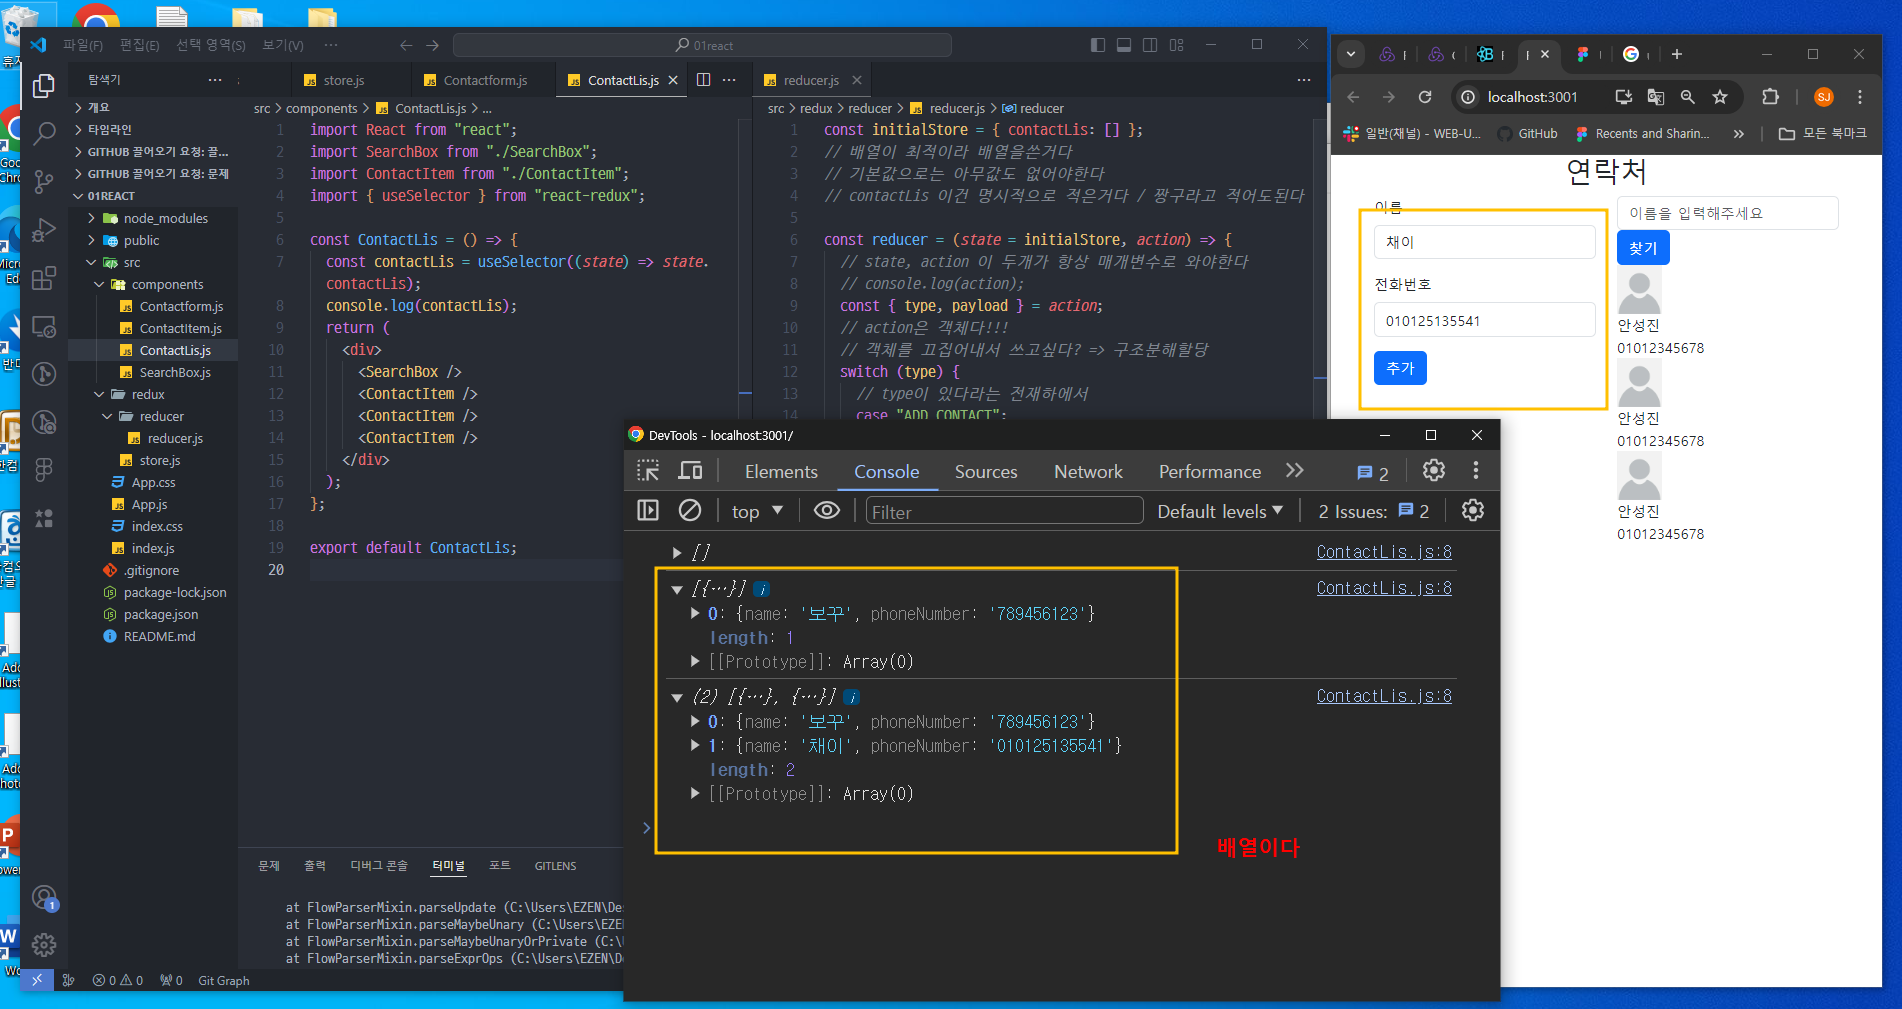 파일(F) 편집(E) 선택 영역(S) 보기(V) ···
01react
탐색기
개요
타임라인
GITHUB 끌어오기 요청: 끌...
GITHUB 끌어오기 요청: 문제
01REACT
node_modules
public
src
components
Contactform.js
ContactItem.js
ContactLis.js
SearchBox.js
redux
reducer
reducer.js
store.js
App.css
App.js
index.css
index.js
.gitignore
package-lock.json
package.json
README.md
store.js Contactform.js ContactLis.js
src > components > ContactLis.js > ...
1 import React from "react";
2 import SearchBox from "./SearchBox";
3 import ContactItem from "./ContactItem";
4 import { useSelector } from "react-redux";
5
6 const ContactLis = () => {
7 const contactLis = useSelector((state) => state.
contactLis);
8 console.log(contactLis);
9 return (
10 <div>
11 <SearchBox />
12 <ContactItem />
13 <ContactItem />
14 <ContactItem />
15 </div>
16 );
17 };
18
19 export default ContactLis;
20
reducer.js
src > redux > reducer > reducer.js > reducer
1 const initialStore = { contactLis: [] };
2 // 배열이 최적이라 배열을쓴거다
3 // 기본값으로는 아무값도 없어야한다
4 // contactLis 이건 명시적으로 적은거다 / 짱구라고 적어도된다
5
6 const reducer = (state = initialStore, action) => {
7 // state, action 이 두개가 항상 매개변수로 와야한다
8 // console.log(action);
9 const { type, payload } = action;
10 // action은 객체다!!!
11 // 객체를 끄집어내서 쓰고싶다? => 구조분해할당
12 switch (type) {
13 // type이 있다라는 전재하에서
14 case "ADD_CONTACT":
문제 출력 디버그 콘솔 터미널 포트 GITLENS
at FlowParserMixin.parseUpdate (C:\Users\EZEN\De
at FlowParserMixin.parseMaybeUnary (C:\Users\EZE
at FlowParserMixin.parseMaybeUnaryOrPrivate (C:\
at FlowParserMixin.parseExprOps (C:\Users\EZEN\D
0 0 0 Git Graph
DevTools - localhost:3001/
Elements Console Sources Network Performance 2
top Filter Default levels 2 Issues: 2
[] ContactLis.js:8
[{…}] ContactLis.js:8
0: {name: '보꾸', phoneNumber: '789456123'}
length: 1
[[Prototype]]: Array(0)
(2) [{…}, {…}] ContactLis.js:8
0: {name: '보꾸', phoneNumber: '789456123'}
1: {name: '채이', phoneNumber: '010125135541'}
length: 2
[[Prototype]]: Array(0)
배열이다
localhost:3001
SJ
일반(채널) - WEB-U... GitHub Recents and Sharin... 모든 북마크
연락처
이름
채이
전화번호
010125135541
추가
이름을 입력해주세요
찾기
안성진
01012345678
안성진
01012345678
안성진
01012345678